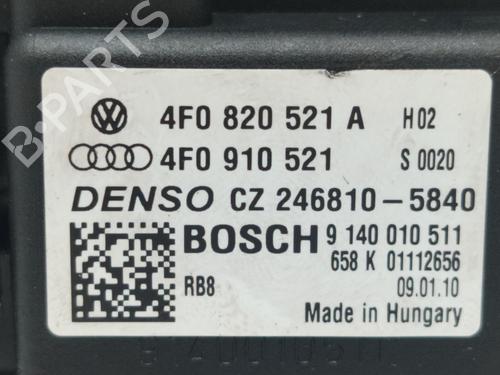 B-PARTS
4F0 820 521 A H02
4F0 910 521 S 0020
DENSO CZ 246810-5840
BOSCH 9 140 010 511
658 K 01112656
RB8 09.01.10
Made in Hungary